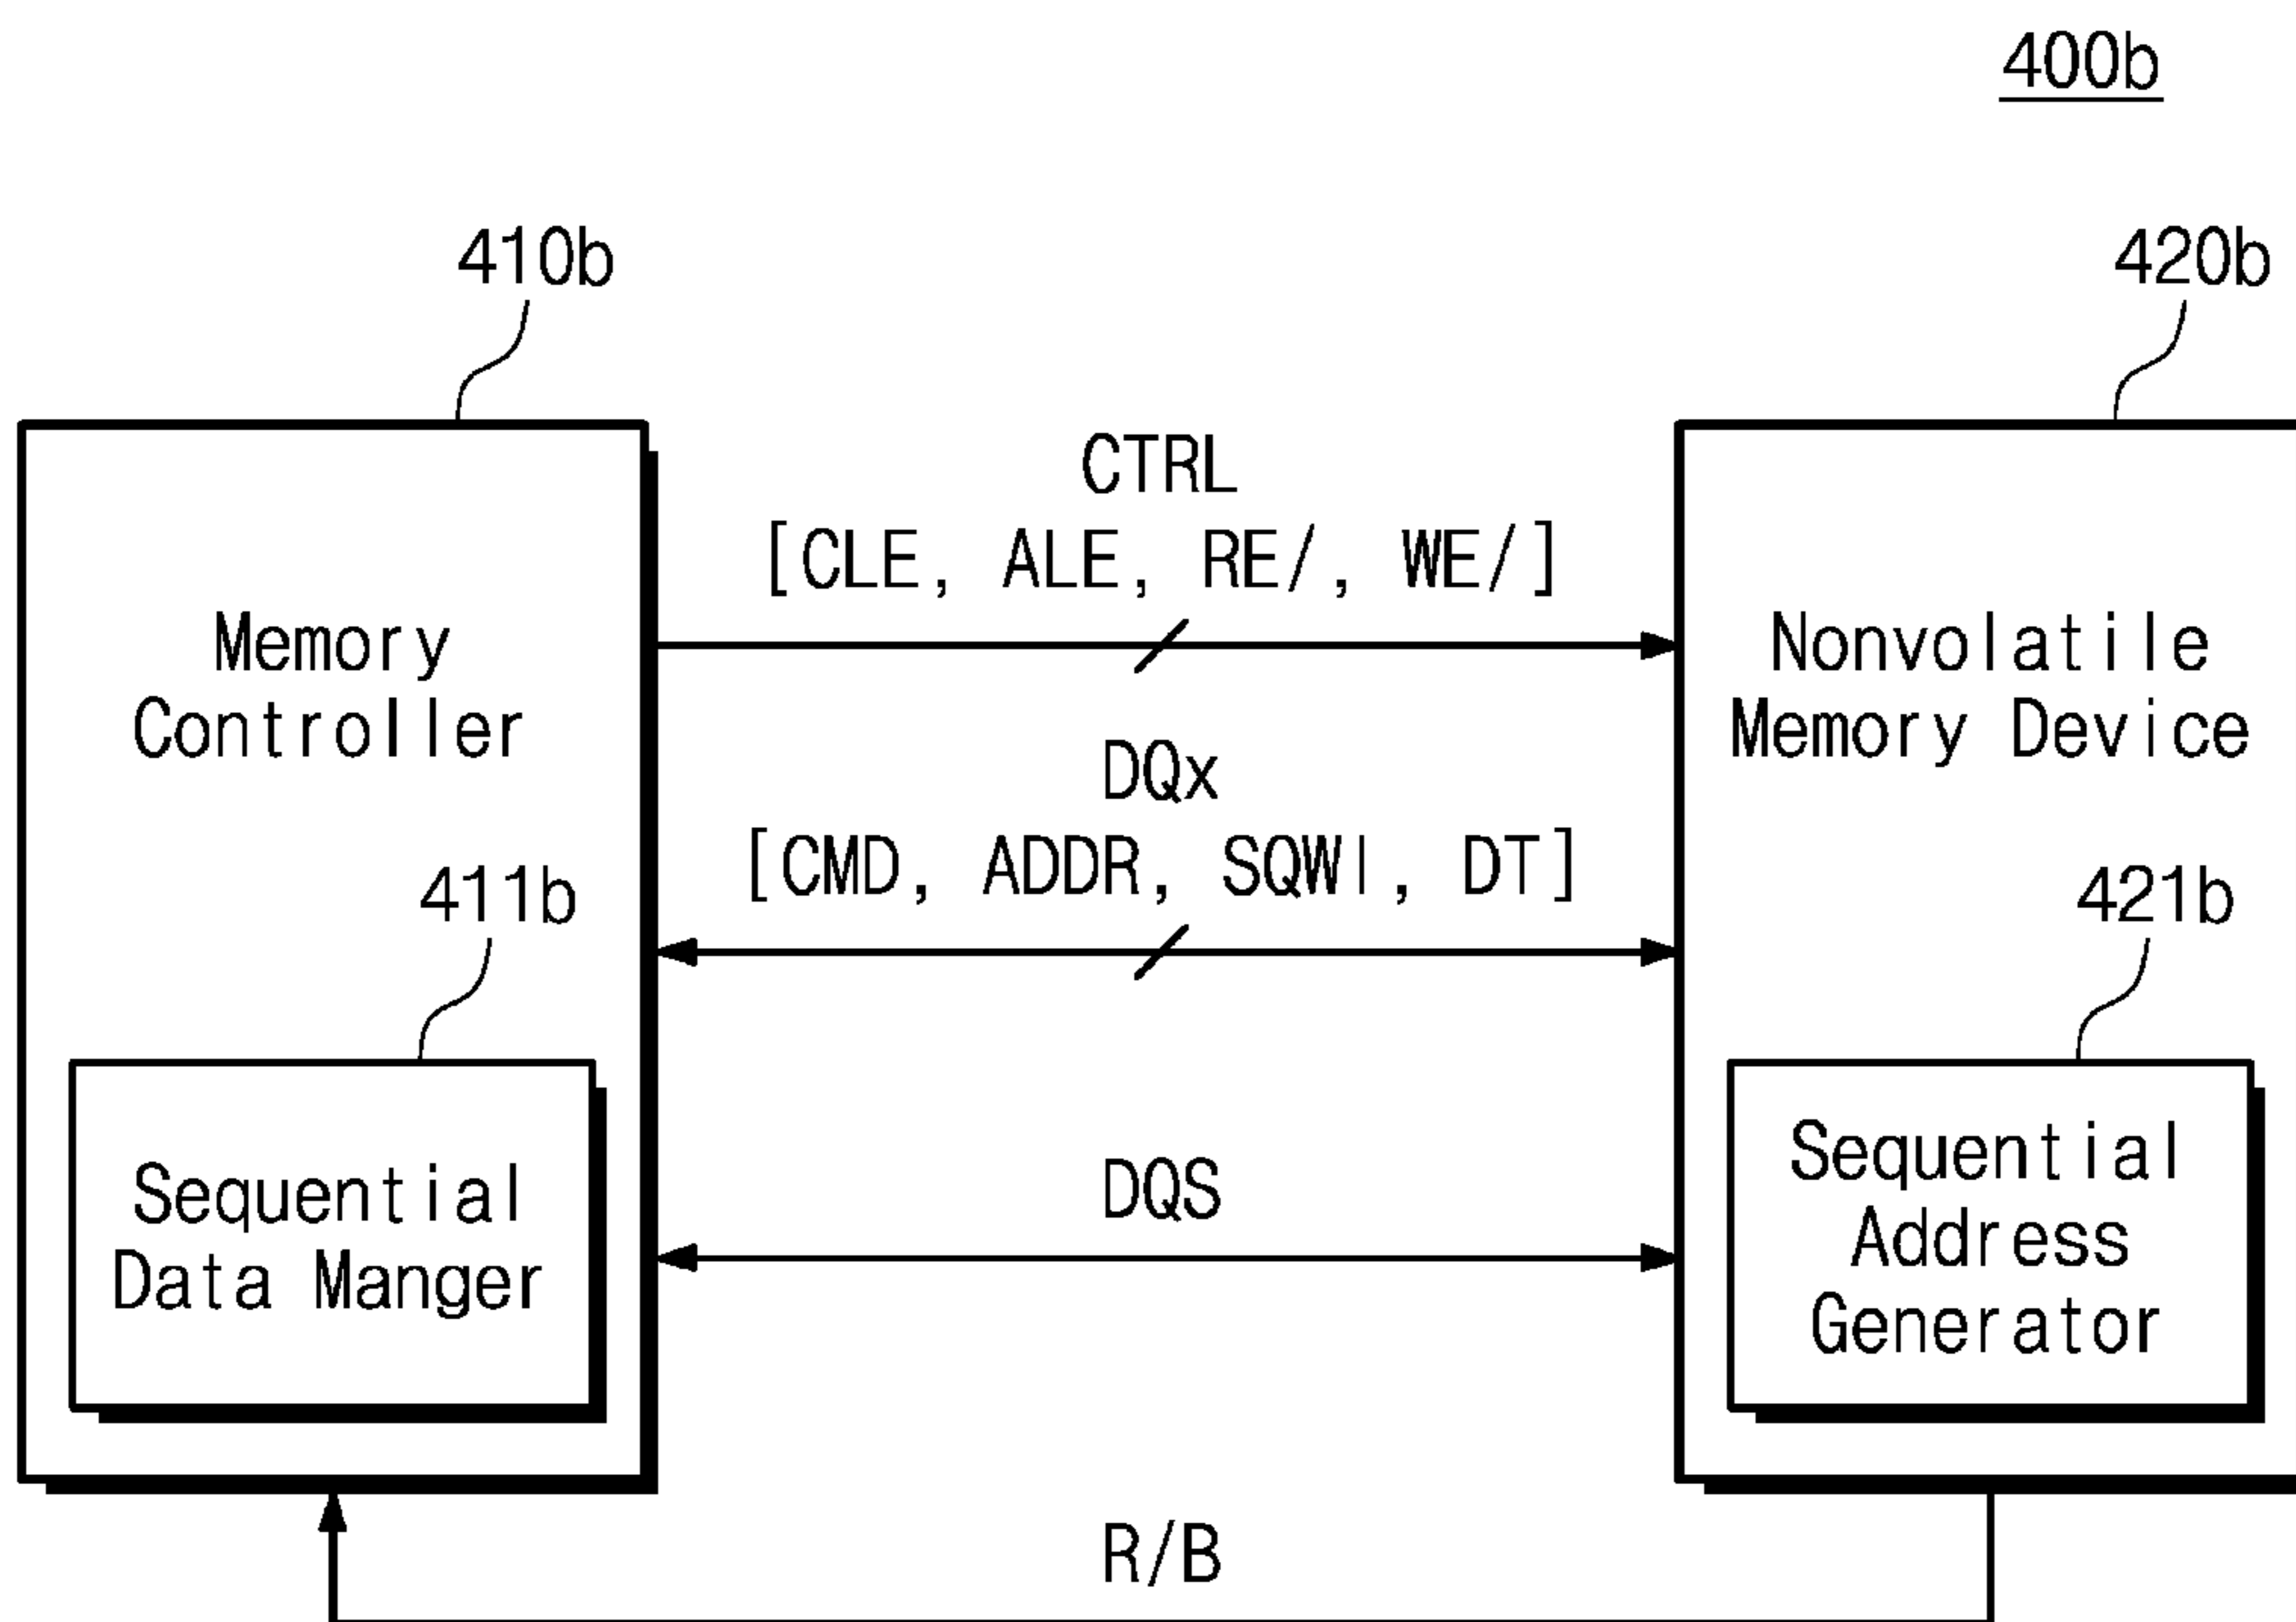 400b
410b
420b
CTRL
[CLE, ALE, RE/, WE/]
Memory
Controller
Nonvolatile
Memory Device
DQx
[CMD, ADDR, SQWI, DT]
411b
421b
Sequential
Data Manger
DQS
Sequential
Address
Generator
R/B